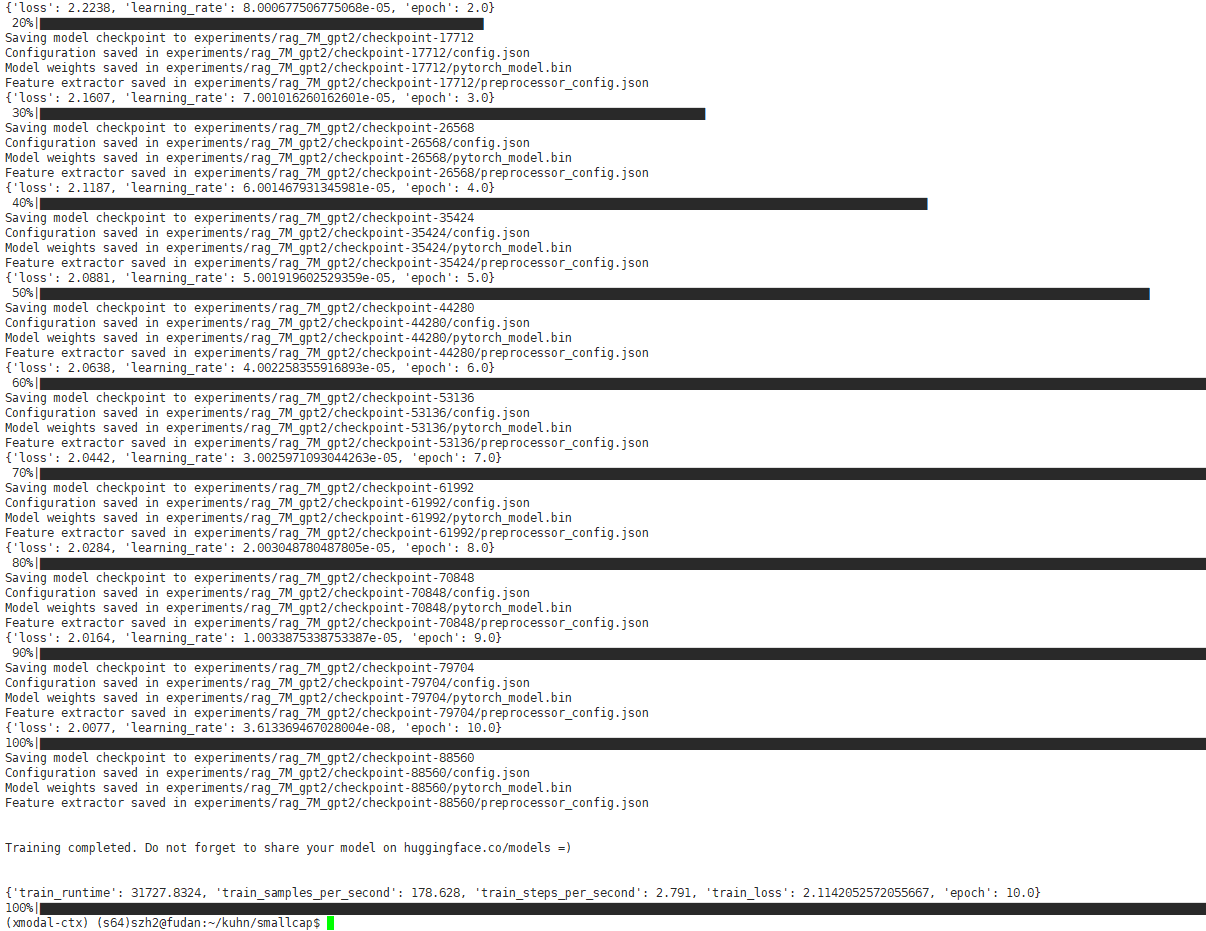 {'loss': 2.2238, 'learning_rate': 8.000677506775068e-05, 'epoch': 2.0}
20%|
Saving model checkpoint to experiments/rag_7M_gpt2/checkpoint-17712
Configuration saved in experiments/rag_7M_gpt2/checkpoint-17712/config.json
Model weights saved in experiments/rag_7M_gpt2/checkpoint-17712/pytorch_model.bin
Feature extractor saved in experiments/rag_7M_gpt2/checkpoint-17712/preprocessor_config.json
{'loss': 2.1607, 'learning_rate': 7.001016260162601e-05, 'epoch': 3.0}
30%|
Saving model checkpoint to experiments/rag_7M_gpt2/checkpoint-26568
Configuration saved in experiments/rag_7M_gpt2/checkpoint-26568/config.json
Model weights saved in experiments/rag_7M_gpt2/checkpoint-26568/pytorch_model.bin
Feature extractor saved in experiments/rag_7M_gpt2/checkpoint-26568/preprocessor_config.json
{'loss': 2.1187, 'learning_rate': 6.001467931345981e-05, 'epoch': 4.0}
40%|
Saving model checkpoint to experiments/rag_7M_gpt2/checkpoint-35424
Configuration saved in experiments/rag_7M_gpt2/checkpoint-35424/config.json
Model weights saved in experiments/rag_7M_gpt2/checkpoint-35424/pytorch_model.bin
Feature extractor saved in experiments/rag_7M_gpt2/checkpoint-35424/preprocessor_config.json
{'loss': 2.0881, 'learning_rate': 5.001919602529359e-05, 'epoch': 5.0}
50%|
Saving model checkpoint to experiments/rag_7M_gpt2/checkpoint-44280
Configuration saved in experiments/rag_7M_gpt2/checkpoint-44280/config.json
Model weights saved in experiments/rag_7M_gpt2/checkpoint-44280/pytorch_model.bin
Feature extractor saved in experiments/rag_7M_gpt2/checkpoint-44280/preprocessor_config.json
{'loss': 2.0638, 'learning_rate': 4.002258355916893e-05, 'epoch': 6.0}
60%|
Saving model checkpoint to experiments/rag_7M_gpt2/checkpoint-53136
Configuration saved in experiments/rag_7M_gpt2/checkpoint-53136/config.json
Model weights saved in experiments/rag_7M_gpt2/checkpoint-53136/pytorch_model.bin
Feature extractor saved in experiments/rag_7M_gpt2/checkpoint-53136/preprocessor_config.json
{'loss': 2.0442, 'learning_rate': 3.0025971093044263e-05, 'epoch': 7.0}
70%|
Saving model checkpoint to experiments/rag_7M_gpt2/checkpoint-61992
Configuration saved in experiments/rag_7M_gpt2/checkpoint-61992/config.json
Model weights saved in experiments/rag_7M_gpt2/checkpoint-61992/pytorch_model.bin
Feature extractor saved in experiments/rag_7M_gpt2/checkpoint-61992/preprocessor_config.json
{'loss': 2.0284, 'learning_rate': 2.003048780487805e-05, 'epoch': 8.0}
80%|
Saving model checkpoint to experiments/rag_7M_gpt2/checkpoint-70848
Configuration saved in experiments/rag_7M_gpt2/checkpoint-70848/config.json
Model weights saved in experiments/rag_7M_gpt2/checkpoint-70848/pytorch_model.bin
Feature extractor saved in experiments/rag_7M_gpt2/checkpoint-70848/preprocessor_config.json
{'loss': 2.0164, 'learning_rate': 1.0033875338753387e-05, 'epoch': 9.0}
90%|
Saving model checkpoint to experiments/rag_7M_gpt2/checkpoint-79704
Configuration saved in experiments/rag_7M_gpt2/checkpoint-79704/config.json
Model weights saved in experiments/rag_7M_gpt2/checkpoint-79704/pytorch_model.bin
Feature extractor saved in experiments/rag_7M_gpt2/checkpoint-79704/preprocessor_config.json
{'loss': 2.0077, 'learning_rate': 3.613369467028004e-08, 'epoch': 10.0}
100%|
Saving model checkpoint to experiments/rag_7M_gpt2/checkpoint-88560
Configuration saved in experiments/rag_7M_gpt2/checkpoint-88560/config.json
Model weights saved in experiments/rag_7M_gpt2/checkpoint-88560/pytorch_model.bin
Feature extractor saved in experiments/rag_7M_gpt2/checkpoint-88560/preprocessor_config.json
Training completed. Do not forget to share your model on huggingface.co/models =)
{'train_runtime': 31727.8324, 'train_samples_per_second': 178.628, 'train_steps_per_second': 2.791, 'train_loss': 2.1142052572055667, 'epoch': 10.0}
100%|
(xmodal-ctx) (s64)szh2@fudan:~/kuhn/smallcap$